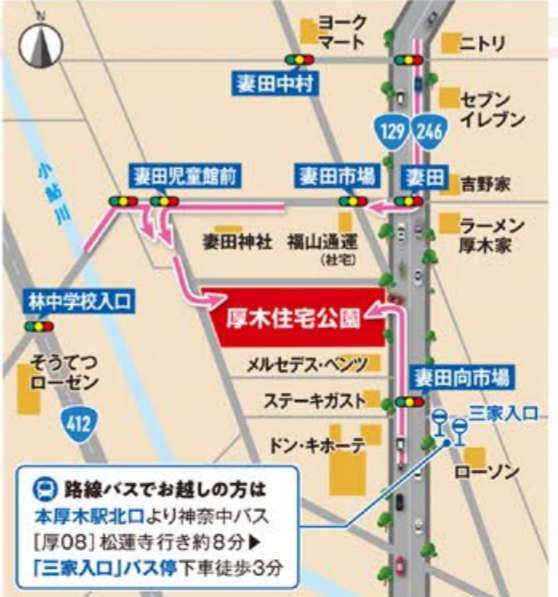 N
ヨーク
マート
ニトリ
妻田中村
セブン
イレブン
129
246
小鮎川
妻田児童館前
妻田市場
妻田
吉野家
妻田神社
福山通運
(社宅)
ラーメン
厚木家
林中学校入口
厚木住宅公園
そうてつ
ローゼン
メルセデス・ベンツ
妻田向市場
ステーキガスト
412
三家入口
ドン・キホーテ
ローソン
路線バスでお越しの方は
本厚木駅北口より神奈中バス
[厚08]松蓮寺行き約8分▶
「三家入口」バス停下車徒歩3分